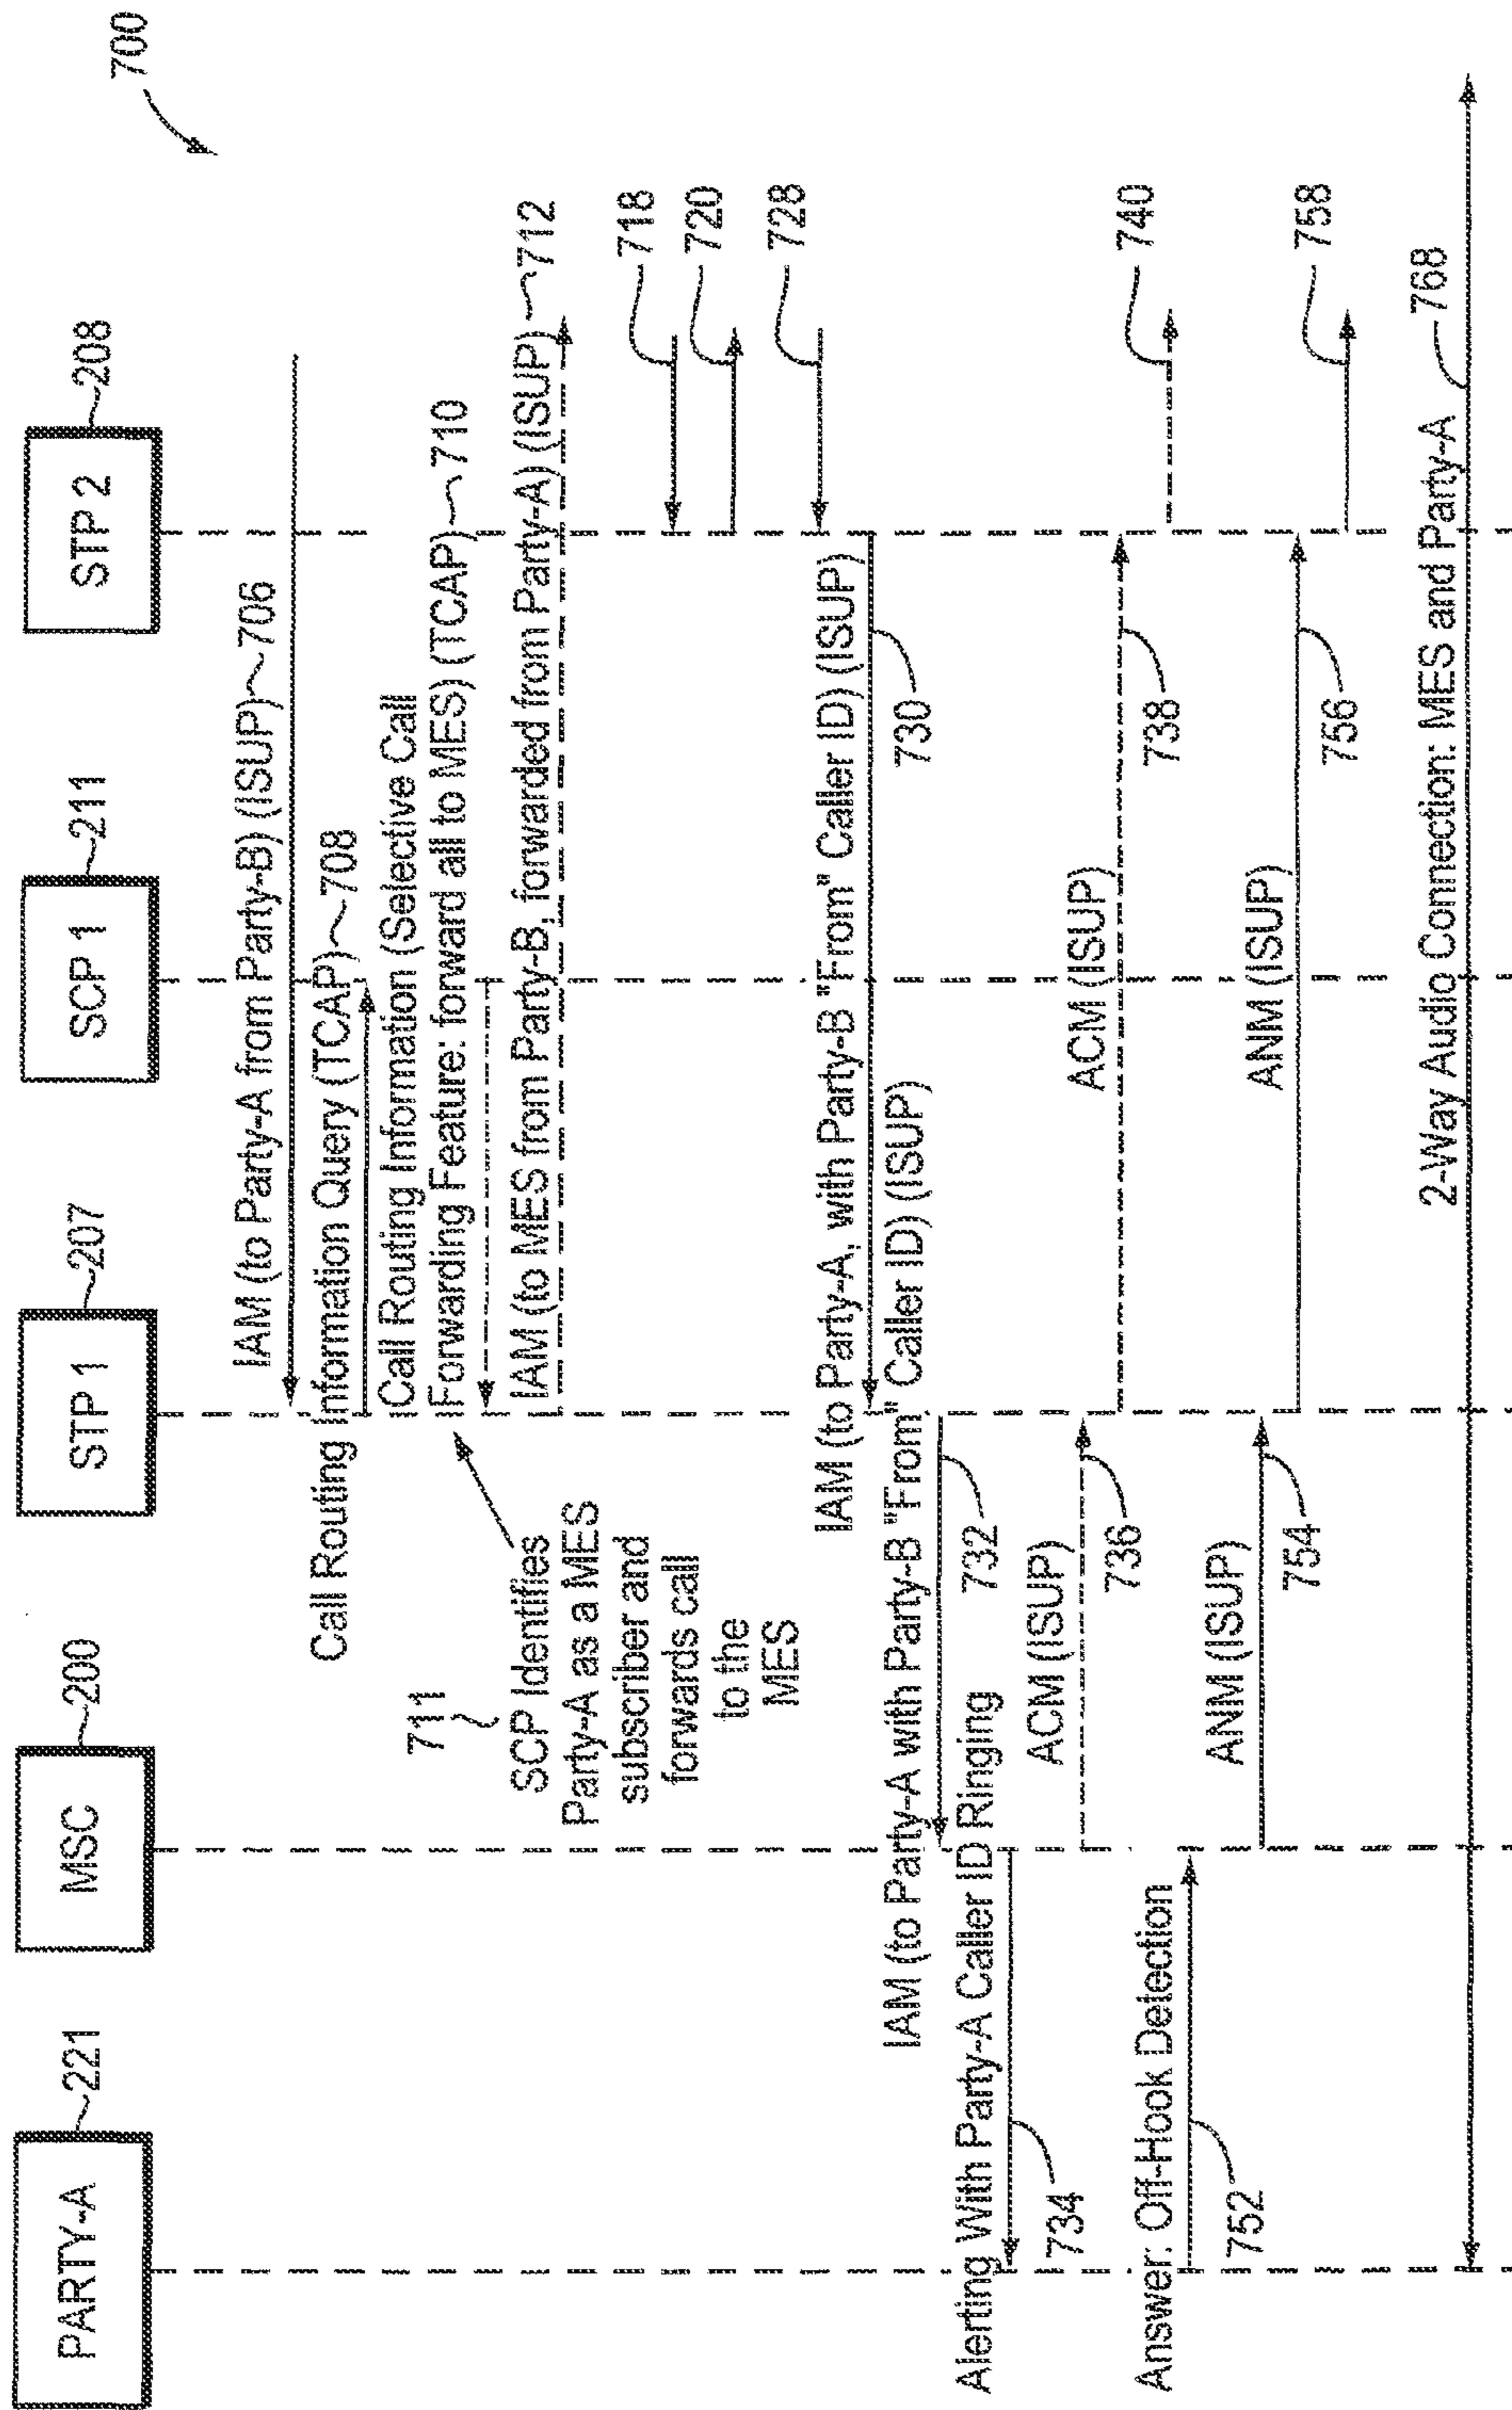 700
PARTY-A
221
MSC
200
STP 1
207
SCP 1
211
STP 2
208
IAM (to Party-A from Party-B) (ISUP)
706
Call Routing Information Query (TCAP)
708
Call Routing Information (Selective Call
Forwarding Feature: forward all to MES) (TCAP)
710
711
SCP Identifies
Party-A as a MES
subscriber and
forwards call
to the
MES
IAM (to MES from Party-B, forwarded from Party-A) (ISUP)
712
718
720
728
IAM (to Party-A, with Party-B "From" Caller ID) (ISUP)
730
IAM (to Party-A with Party-B "From" Caller ID) (ISUP)
732
Alerting With Party-A Caller ID Ringing
734
ACM (ISUP)
736
ACM (ISUP)
738
740
Answer: Off-Hook Detection
752
ANM (ISUP)
754
ANM (ISUP)
756
758
2-Way Audio Connection: MES and Party-A
768